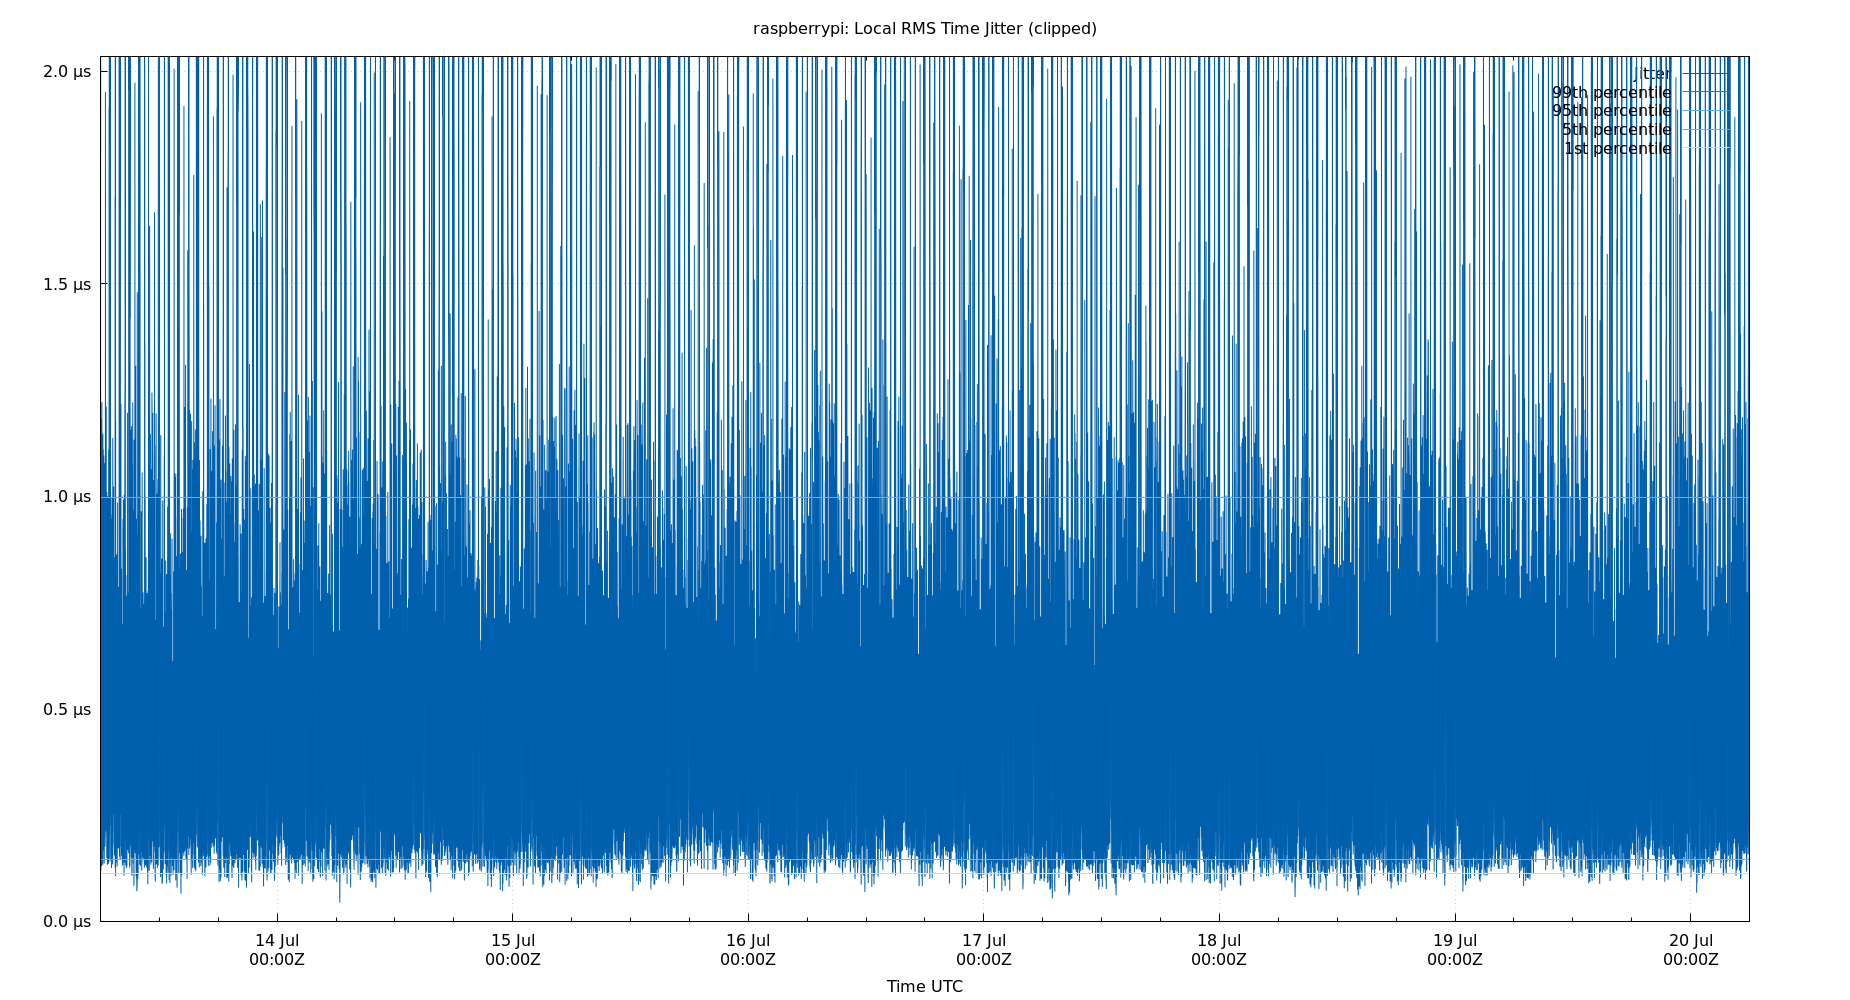 raspberrypi: Local RMS Time Jitter (clipped)
2.0 µs
1.5 µs
1.0 µs
0.5 µs
0.0 µs
Jitter
99th percentile
95th percentile
5th percentile
1st percentile
14 Jul
00:00Z
15 Jul
00:00Z
16 Jul
00:00Z
17 Jul
00:00Z
18 Jul
00:00Z
19 Jul
00:00Z
20 Jul
00:00Z
Time UTC